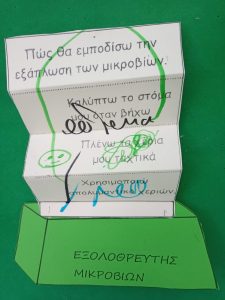 Πώς θα εμποδίσω την
εξάπλωση των μικροβίων.
Καλύπτω το στόμα
μου όταν βήχω
Πλένω τα χέρια
μου τακτικά
Χρησιμοποιώ
χεριών.
ΕΞΟΛΟΘΡΕΥΤΗΣ
ΜΙΚΡΟΒΙΩΝ